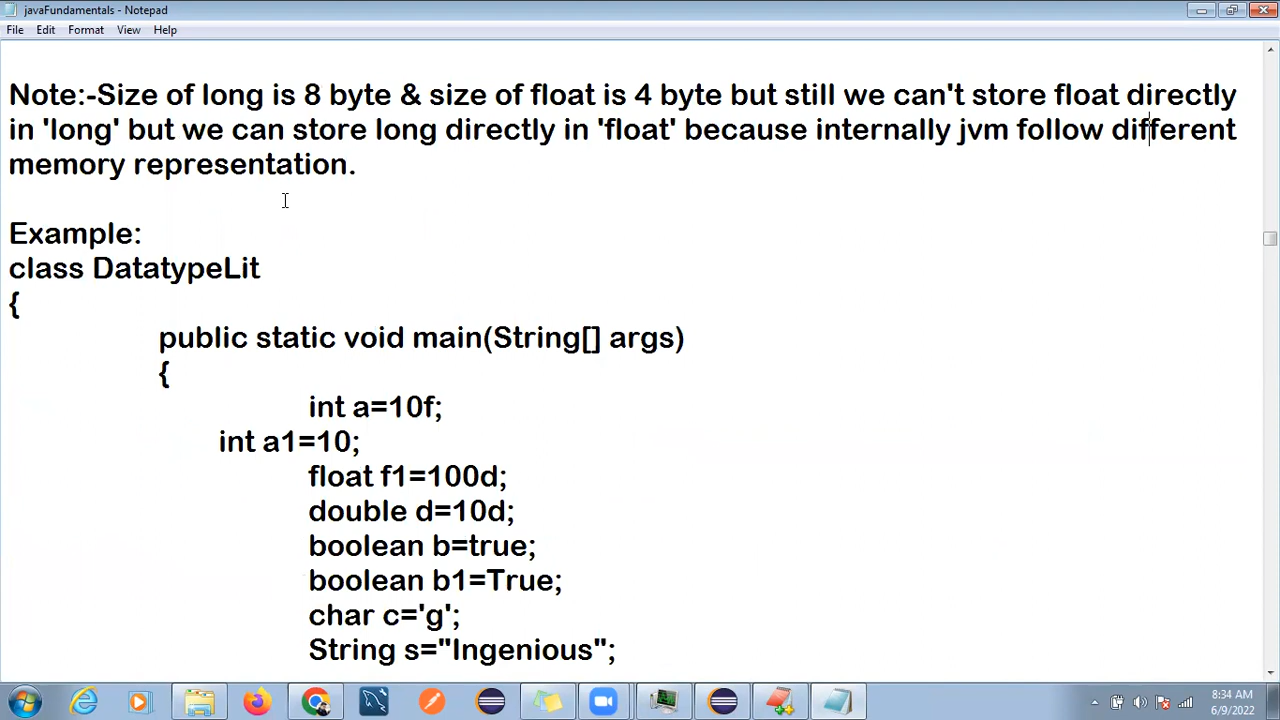 javaFundamentals - Notepad
File Edit Format View Help
Note:-Size of long is 8 byte & size of float is 4 byte but still we can't store float directly
in 'long' but we can store long directly in 'float' because internally jvm follow different
memory representation.
Example:
class DatatypeLit
{
public static void main(String[] args)
{
int a=10f;
int a1=10;
float f1=100d;
double d=10d;
boolean b=true;
boolean b1=True;
char c='g';
String s="Ingenious";
8:34 AM
6/9/2022